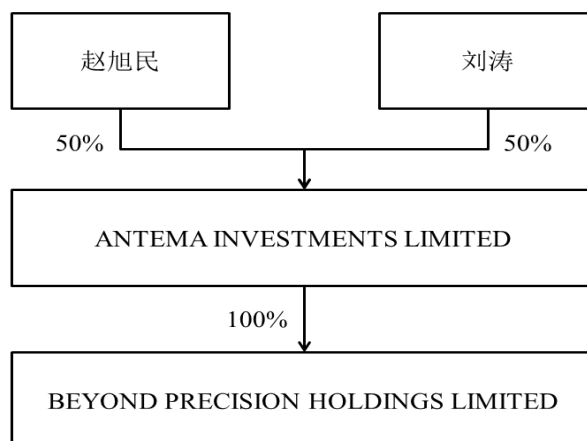 赵旭民
刘涛
50%
50%
ANTEMA INVESTMENTS LIMITED
100%
BEYOND PRECISION HOLDINGS LIMITED